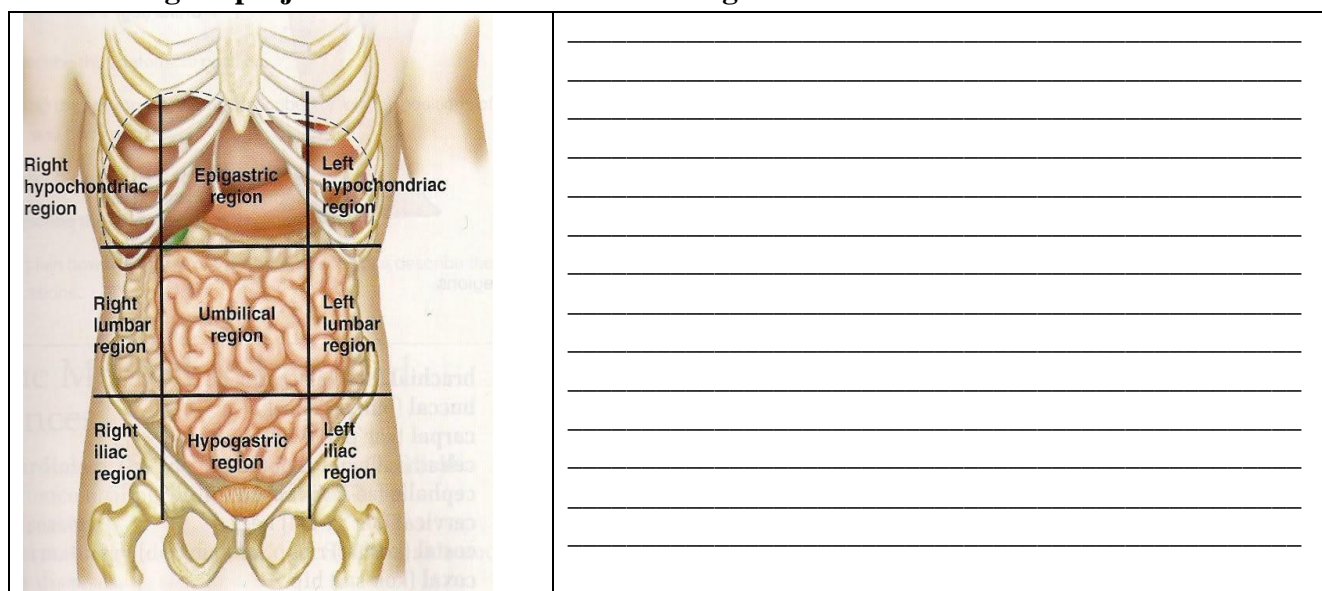 Right
hypochondriac
region
Epigastric
region
Left
hypochondriac
region
Right
lumbar
region
Umbilical
region
Left
lumbar
region
Right
iliac
region
Hypogastric
region
Left
iliac
region